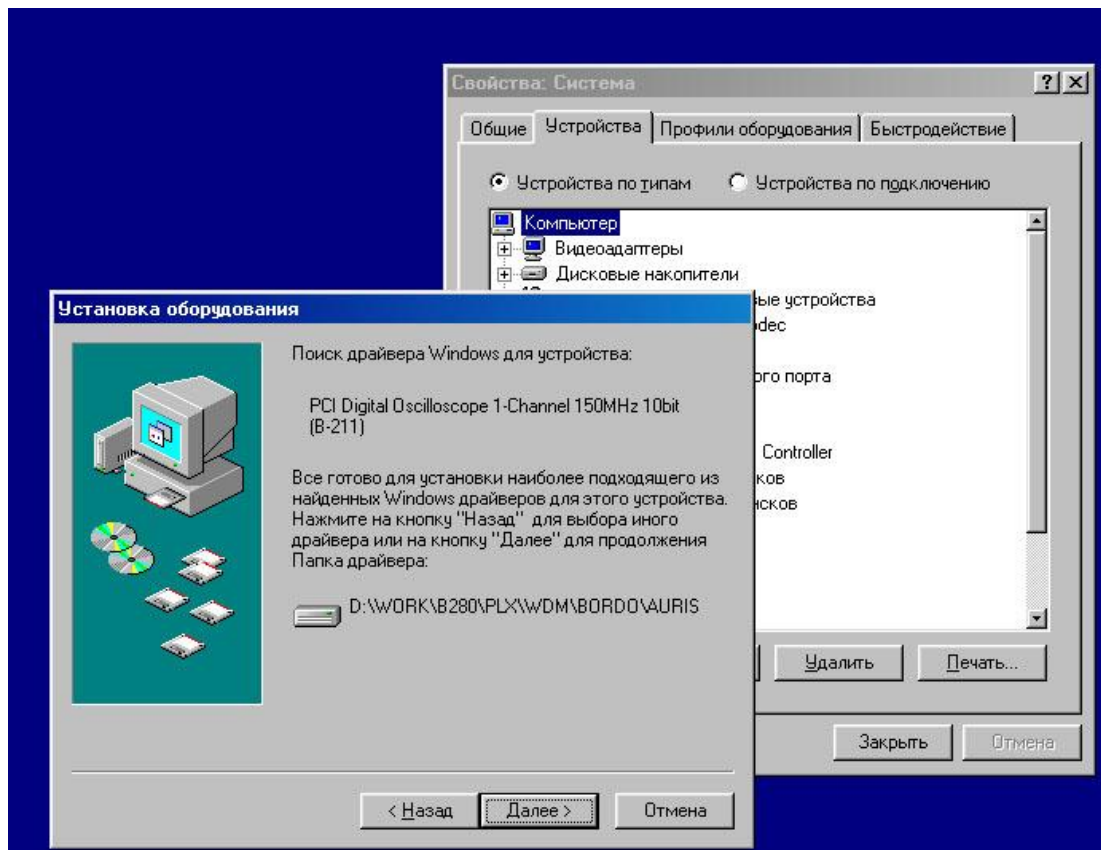 Свойства: Система
Общие Устройства Профили оборудования Быстродействие
Устройства по типам Устройства по подключению
Компьютер
Видеоадаптеры
Дисковые накопители
ые устройства
odec
ого порта
Controller
ков
исков
Удалить Печать...
Закрыть Отмена
Установка оборудования
Поиск драйвера Windows для устройства:
PCI Digital Oscilloscope 1-Channel 150MHz 10bit
(B-211)
Все готово для установки наиболее подходящего из
найденных Windows драйверов для этого устройства.
Нажмите на кнопку "Назад" для выбора иного
драйвера или на кнопку "Далее" для продолжения
Папка драйвера:
D:\WORK\B280\PLX\WDM\BORDO\AURIS
< Назад Далее > Отмена